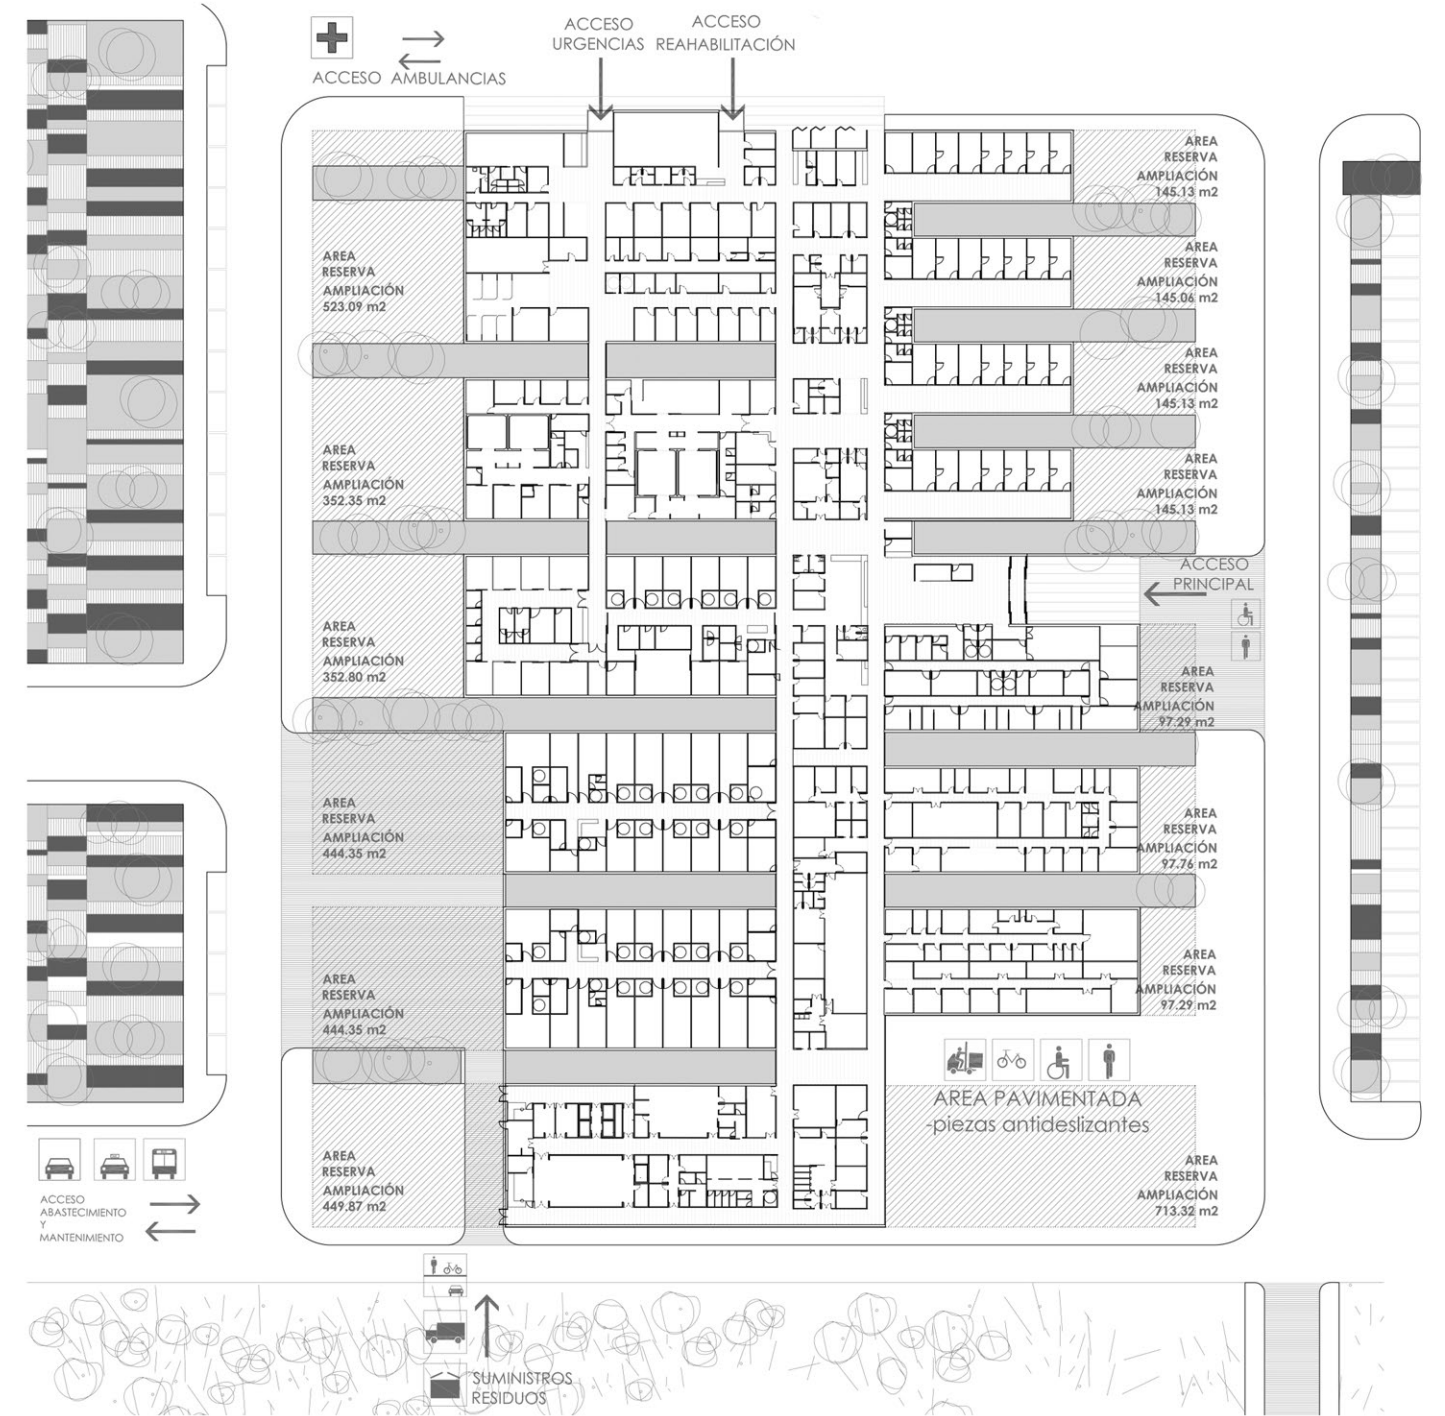 ACCESO
URGENCIAS
ACCESO
REAHABILITACIÓN
ACCESO AMBULANCIAS
AREA
RESERVA
AMPLIACIÓN
145.13 m2
AREA
RESERVA
AMPLIACIÓN
523.09 m2
AREA
RESERVA
AMPLIACIÓN
145.06 m2
AREA
RESERVA
AMPLIACIÓN
145.13 m2
AREA
RESERVA
AMPLIACIÓN
352.35 m2
AREA
RESERVA
AMPLIACIÓN
145.13 m2
ACCESO
PRINCIPAL
AREA
RESERVA
AMPLIACIÓN
352.80 m2
AREA
RESERVA
AMPLIACIÓN
97.29 m2
AREA
RESERVA
AMPLIACIÓN
444.35 m2
AREA
RESERVA
AMPLIACIÓN
97.76 m2
AREA
RESERVA
AMPLIACIÓN
444.35 m2
AREA
RESERVA
AMPLIACIÓN
97.29 m2
AREA PAVIMENTADA
-piezas antideslizantes
AREA
RESERVA
AMPLIACIÓN
449.87 m2
AREA
RESERVA
AMPLIACIÓN
713.32 m2
ACCESO
ABASTECIMIENTO
Y
MANTENIMIENTO
SUMINISTROS
RESIDUOS